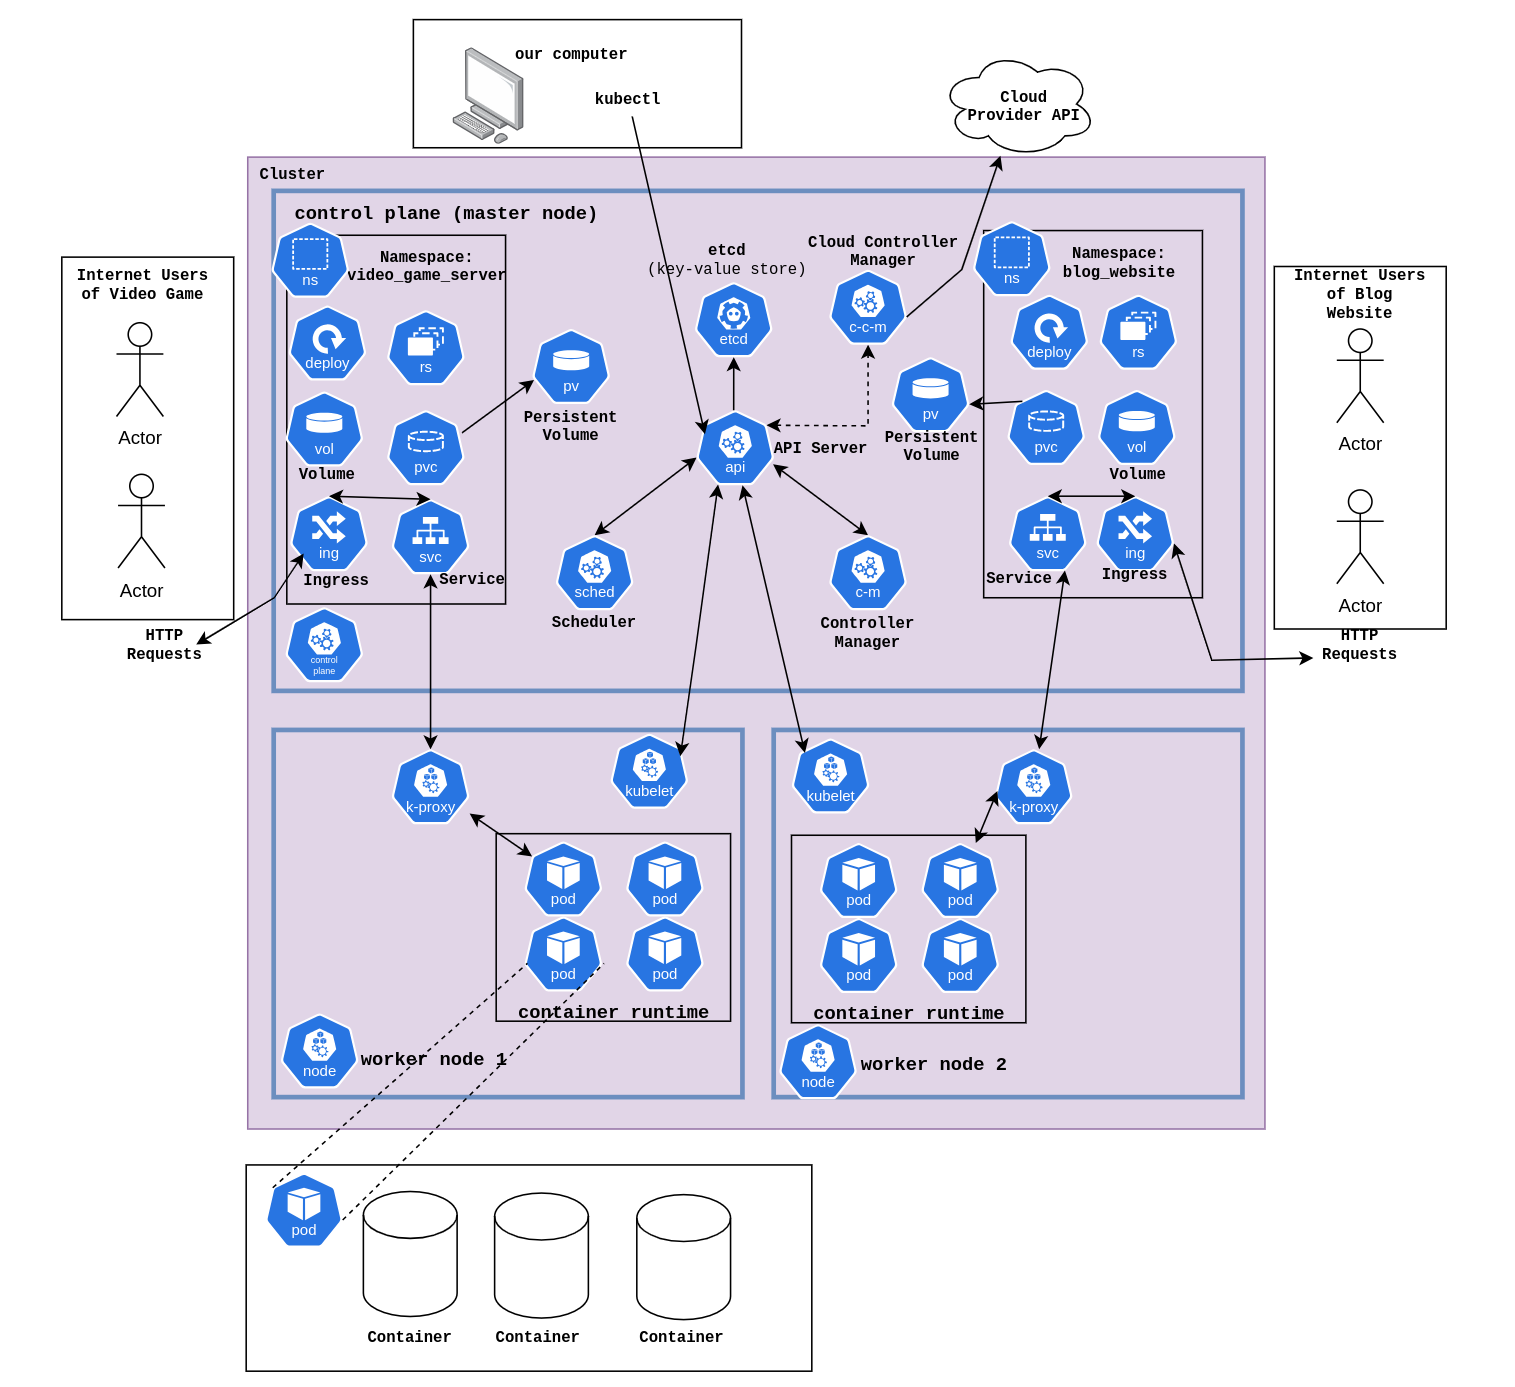 our computer
kubectl
Cloud
Provider API
Cluster
control plane (master node)
ns
Namespace:
video_game_server
deploy
rs
vol
Volume
pvc
ing
Ingress
svc
Service
control
plane
pv
Persistent
Volume
etcd
(key-value store)
etcd
Cloud Controller
Manager
c-c-m
api
API Server
pv
Persistent
Volume
sched
Scheduler
c-m
Controller
Manager
ns
Namespace:
blog_website
deploy
rs
pvc
vol
Volume
svc
Service
ing
Ingress
Internet Users
of Video Game
Actor
Actor
HTTP
Requests
Internet Users
of Blog
Website
Actor
Actor
HTTP
Requests
k-proxy
kubelet
pod
pod
pod
pod
container runtime
node
worker node 1
kubelet
k-proxy
pod
pod
pod
pod
container runtime
node
worker node 2
pod
Container
Container
Container